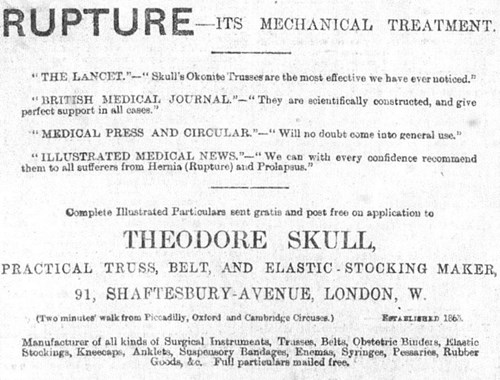 RUPTURE—ITS MECHANICAL TREATMENT.
"THE LANCET."—"Skull's Okonite Trusses are the most effective we have ever noticed."
"BRITISH MEDICAL JOURNAL."—"They are scientifically constructed, and give
perfect support in all cases."
"MEDICAL PRESS AND CIRCULAR."—"Will no doubt come into general use."
"ILLUSTRATED MEDICAL NEWS."—"We can with every confidence recommend
them to all sufferers from Hernia (Rupture) and Prolapsus."
Complete Illustrated Particulars sent gratis and post free on application to
THEODORE SKULL,
PRACTICAL TRUSS, BELT, AND ELASTIC-STOCKING MAKER,
91, SHAFTESBURY-AVENUE, LONDON, W.
(Two minutes' walk from Piccadilly, Oxford and Cambridge Circuses.) ESTABLISHED
Manufacturer of all kinds of Surgical Instruments, Trusses, Belts, Obstetric Binders, Elastic
Stockings, Kneecaps, Anklets, Suspensory Bandages, Enemas, Syringes, Pessaries, Rubber
Goods, &c. Full particulars mailed free.